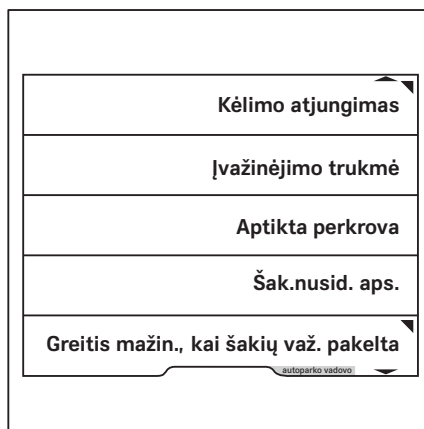 Kėlimo atjungimas
Įvažinėjimo trukmė
Aptikta perkrova
Šak.nusid. aps.
Greitis mažin., kai šakių važ. pakelta
autoparko vadovo